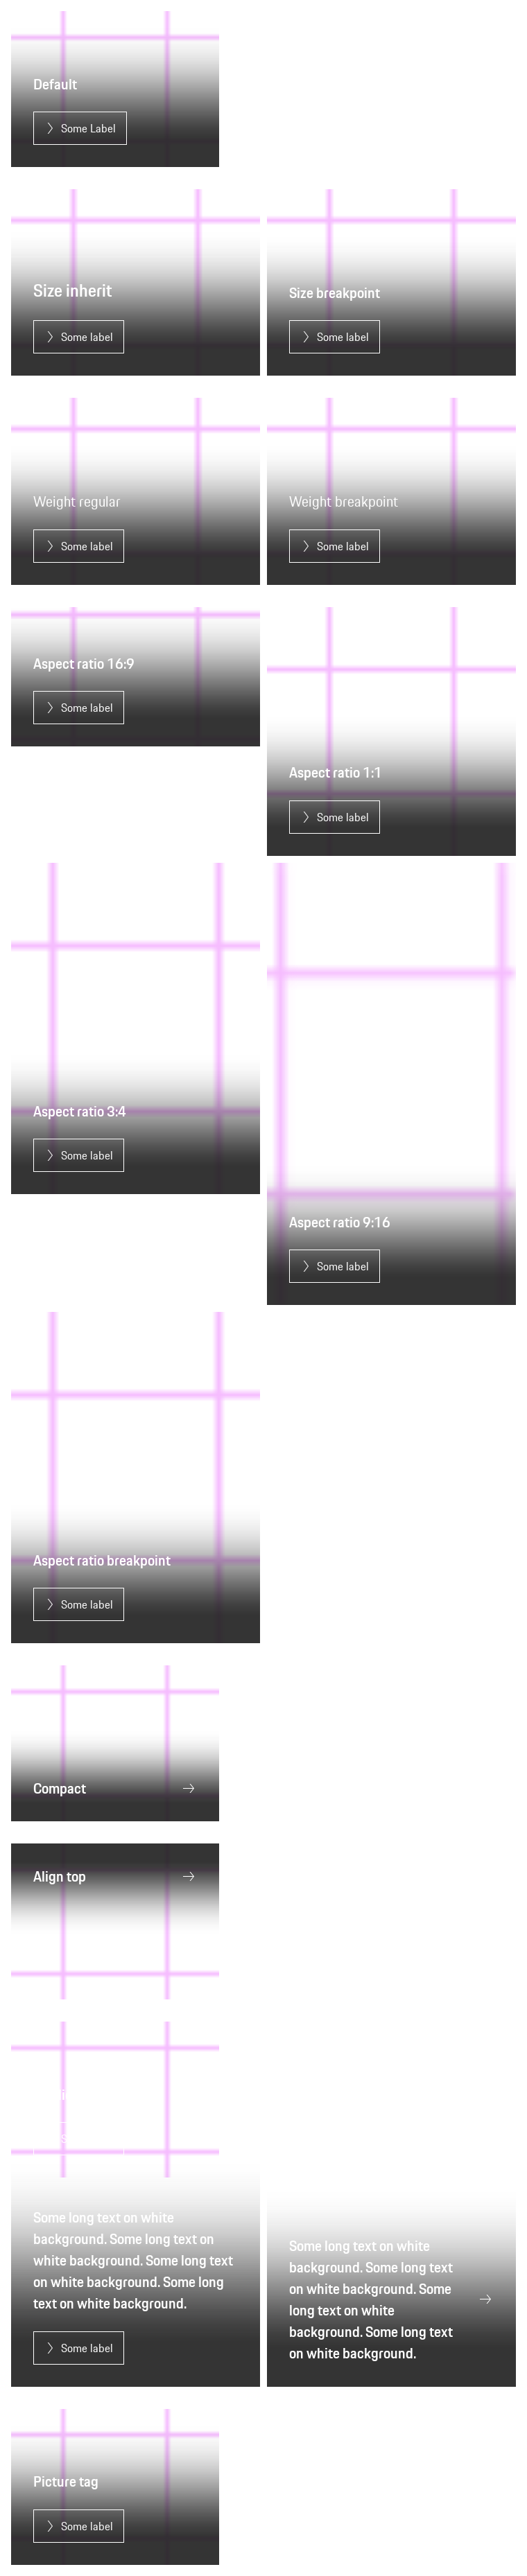 Default
Some Label
Size inherit
Some label
Size breakpoint
Some label
Weight regular
Some label
Weight breakpoint
Some label
Aspect ratio 16:9
Some label
Aspect ratio 1:1
Some label
Aspect ratio 3:4
Some label
Aspect ratio 9:16
Some label
Aspect ratio breakpoint
Some label
Compact
Align top
Some long text on white
background. Some long text on
white background. Some long text
on white background. Some long
text on white background.
Some label
Some long text on white
background. Some long text
on white background. Some
long text on white
background. Some long text
on white background.
Picture tag
Some label